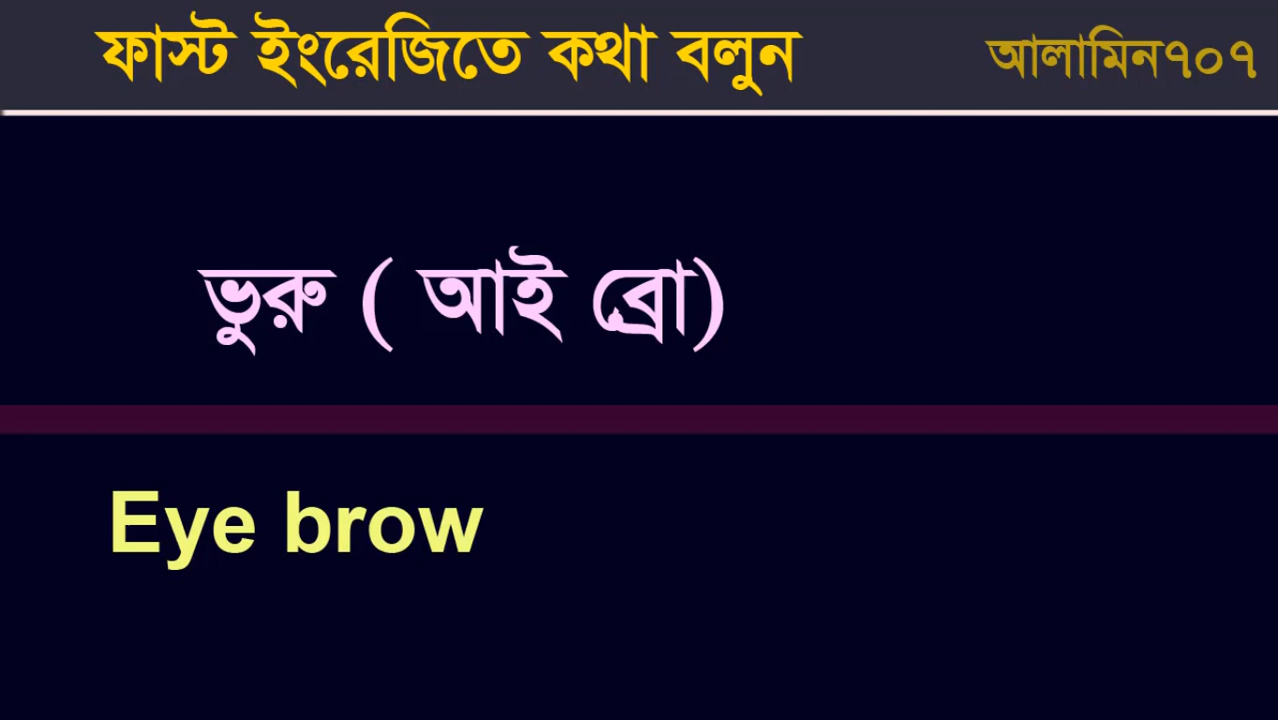 ফাস্ট ইংরেজিতে কথা বলুন
আলামিন৭০৭
ভুরু ( আই ব্রো)
Eye brow